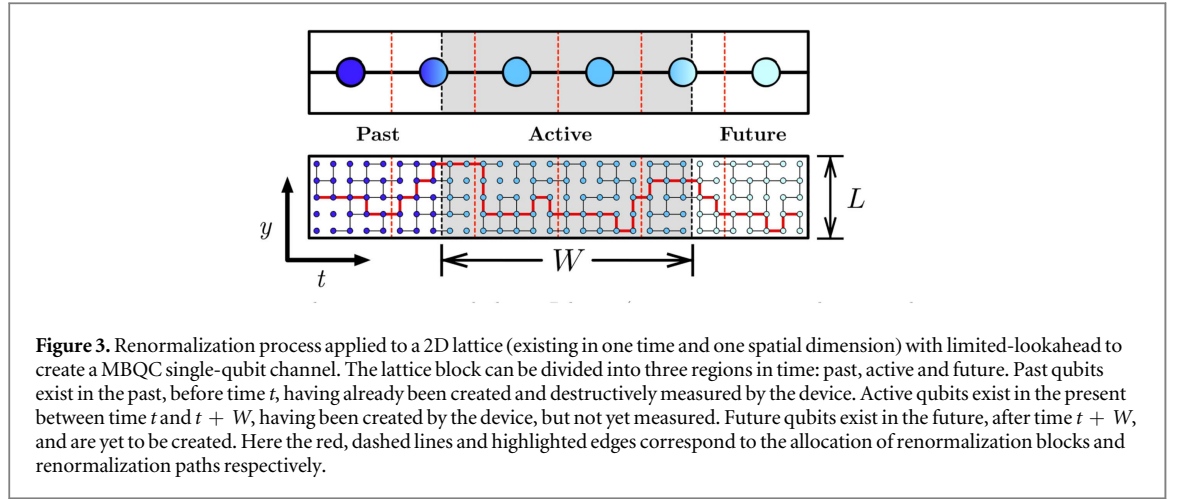 Past Active Future
y
L
W
t
Figure 3. Renormalization process applied to a 2D lattice (existing in one time and one spatial dimension) with limited-lookahead to
create a MBQC single-qubit channel. The lattice block can be divided into three regions in time: past, active and future. Past qubits
exist in the past, before time t, having already been created and destructively measured by the device. Active qubits exist in the present
between time t and t + W, having been created by the device, but not yet measured. Future qubits exist in the future, after time t + W,
and are yet to be created. Here the red, dashed lines and highlighted edges correspond to the allocation of renormalization blocks and
renormalization paths respectively.